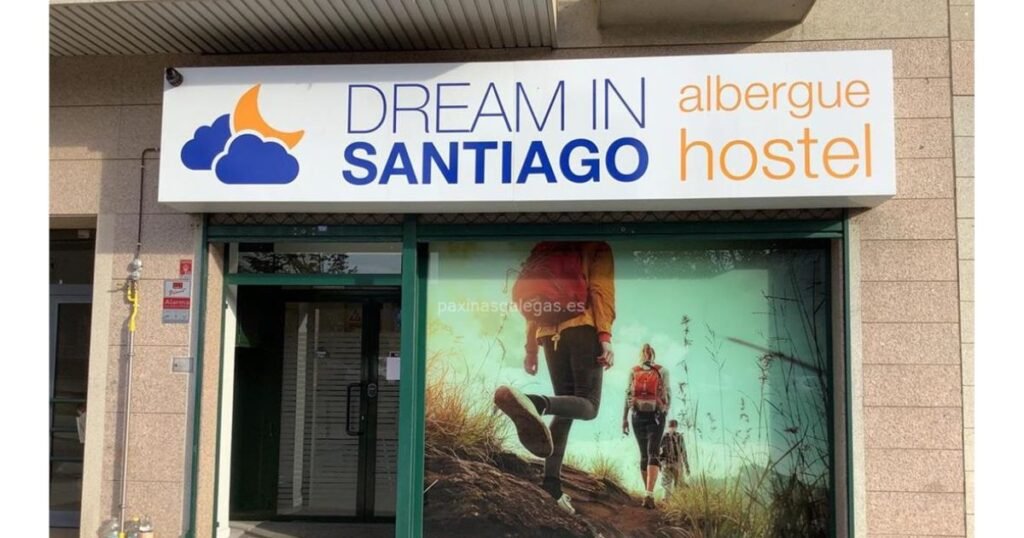 DREAM IN
SANTIAGO
albergue
hostel
paxinasgalegas.es